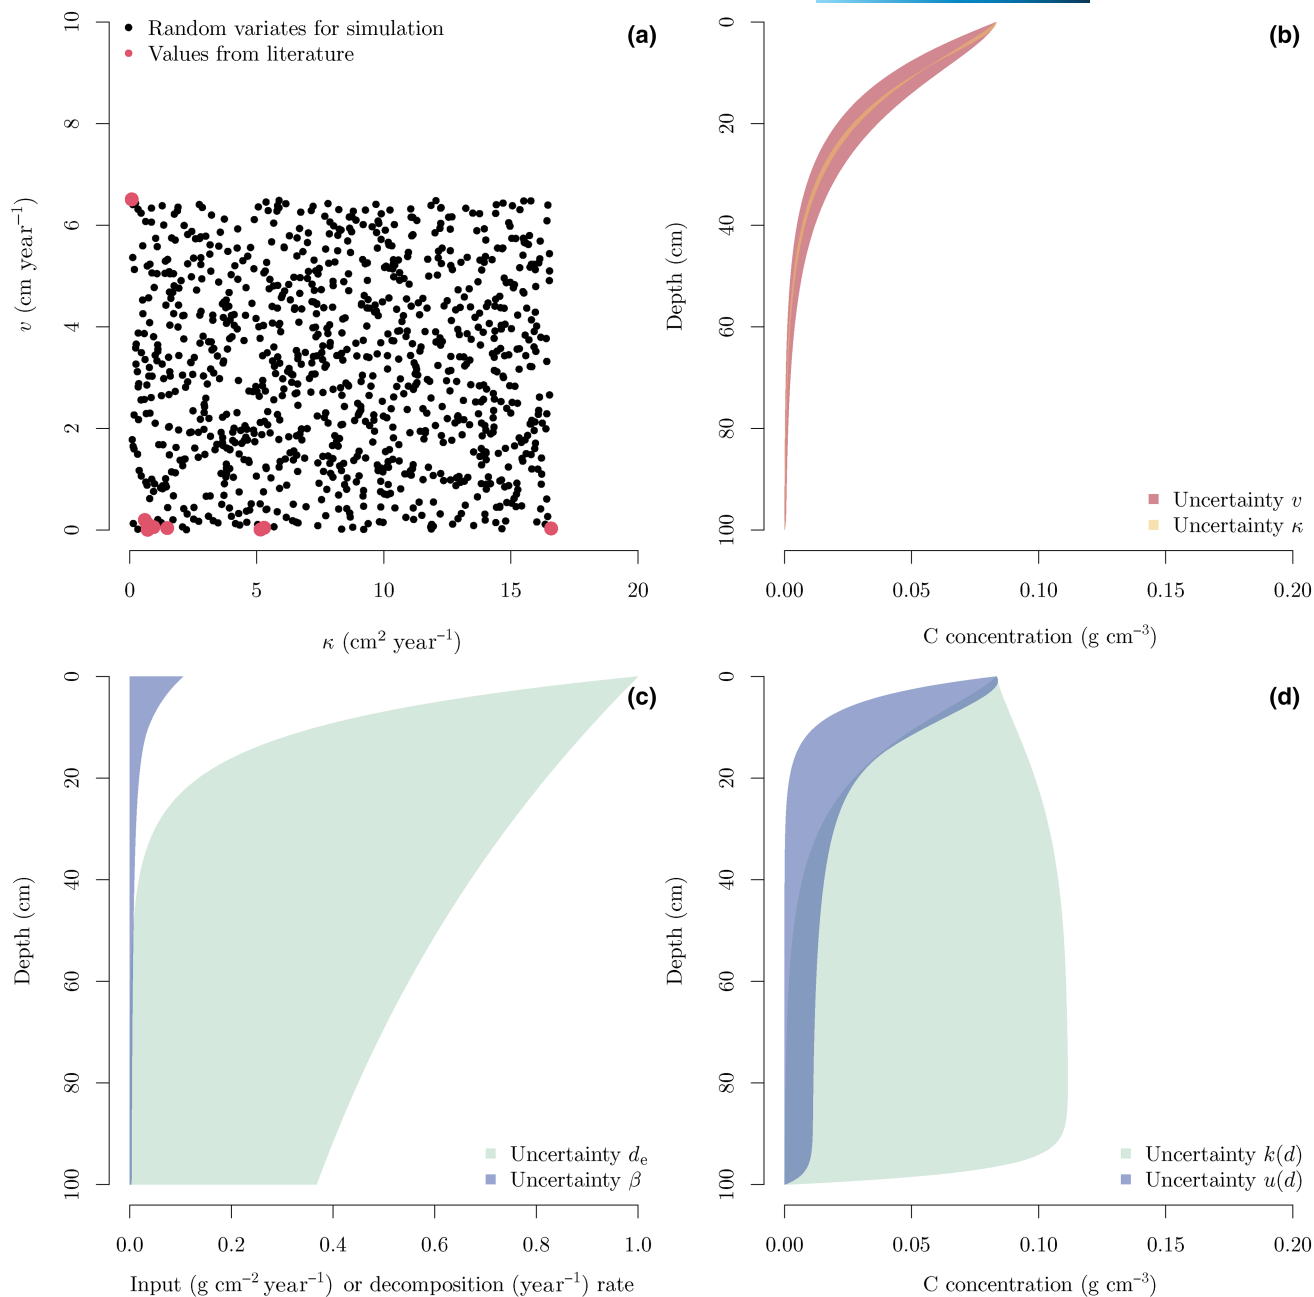 Random variates for simulation
Values from literature
(a)
10
8
6
4
2
0
v (cm year⁻¹)
0 5 10 15 20
κ (cm² year⁻¹)
(b)
0
20
40
60
80
100
Depth (cm)
Uncertainty v
Uncertainty κ
0.00 0.05 0.10 0.15 0.20
C concentration (g cm⁻³)
(c)
0
20
40
60
80
100
Depth (cm)
Uncertainty dₑ
Uncertainty β
0.0 0.2 0.4 0.6 0.8 1.0
Input (g cm⁻² year⁻¹) or decomposition (year⁻¹) rate
(d)
0
20
40
60
80
100
Depth (cm)
Uncertainty k(d)
Uncertainty u(d)
0.00 0.05 0.10 0.15 0.20
C concentration (g cm⁻³)